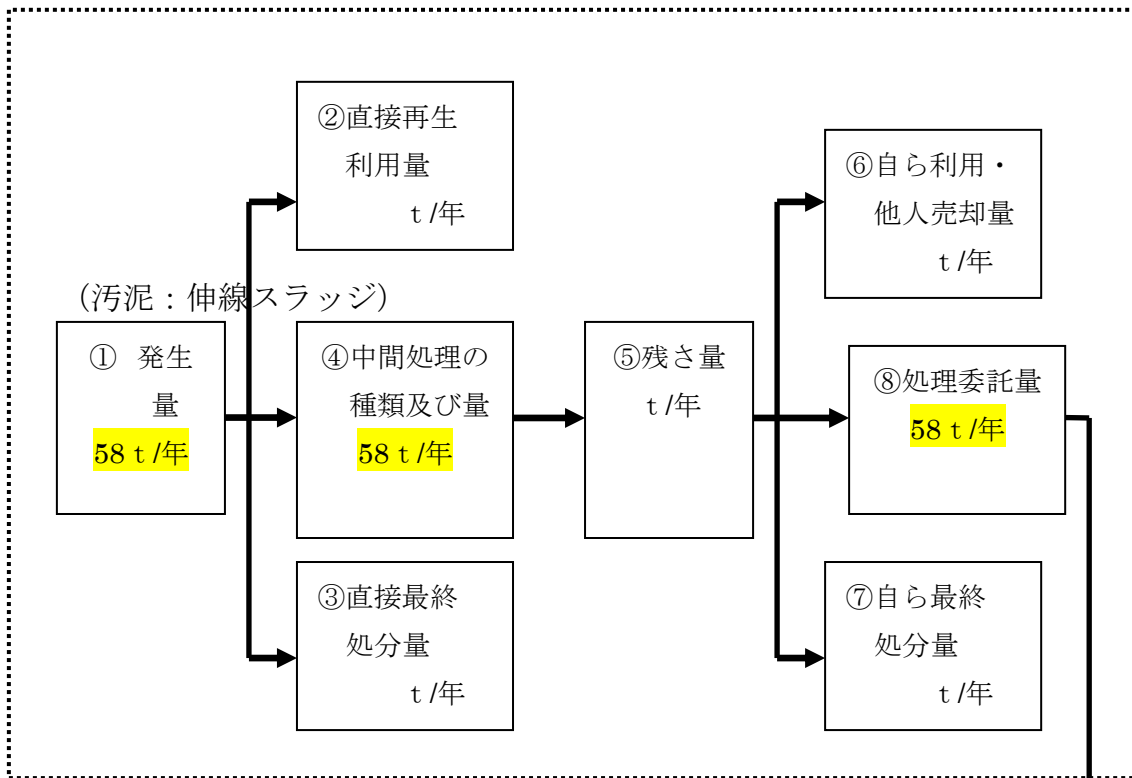 ②直接再生
利用量
ｔ/年
⑥自ら利用・
他人売却量
ｔ/年
（汚泥：伸線スラッジ）
① 発生
量
58ｔ/年
④中間処理の
種類及び量
58ｔ/年
⑤残さ量
ｔ/年
⑧処理委託量
58ｔ/年
③直接最終
処分量
ｔ/年
⑦自ら最終
処分量
ｔ/年